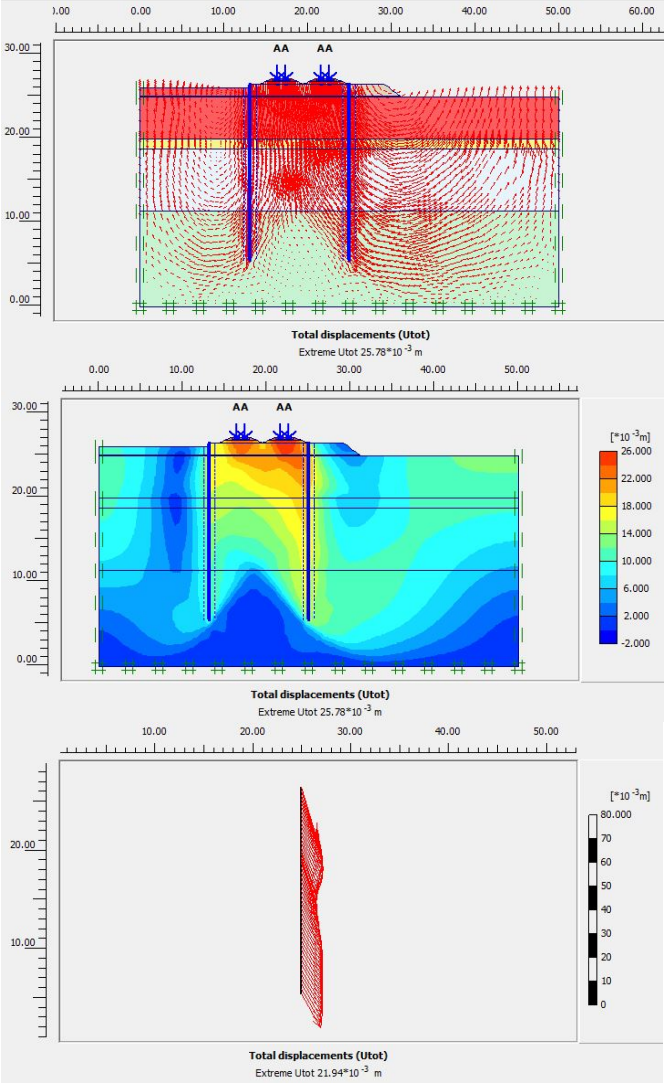 0.00 0.00 10.00 20.00 30.00 40.00 50.00 60.00
AA AA
30.00
20.00
10.00
0.00
Total displacements (Utot)
Extreme Utot 25.78*10 -3 m
0.00 10.00 20.00 30.00 40.00 50.00
AA AA
30.00
20.00
10.00
0.00
[*10 -3m]
26.000
22.000
18.000
14.000
10.000
6.000
2.000
-2.000
Total displacements (Utot)
Extreme Utot 25.78*10 -3 m
10.00 20.00 30.00 40.00 50.00
20.00
10.00
[*10 -3m]
80.000
70
60
50
40
30
20
10
0
Total displacements (Utot)
Extreme Utot 21.94*10 -3 m